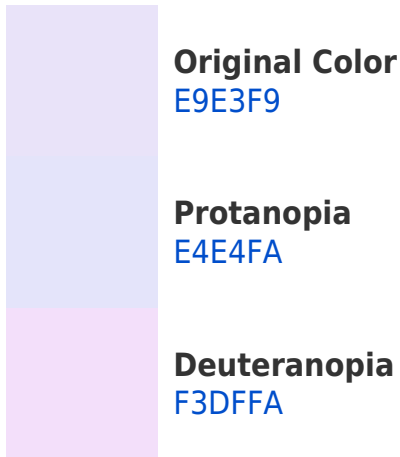 Original Color
E9E3F9
Protanopia
E4E4FA
Deuteranopia
F3DFFA